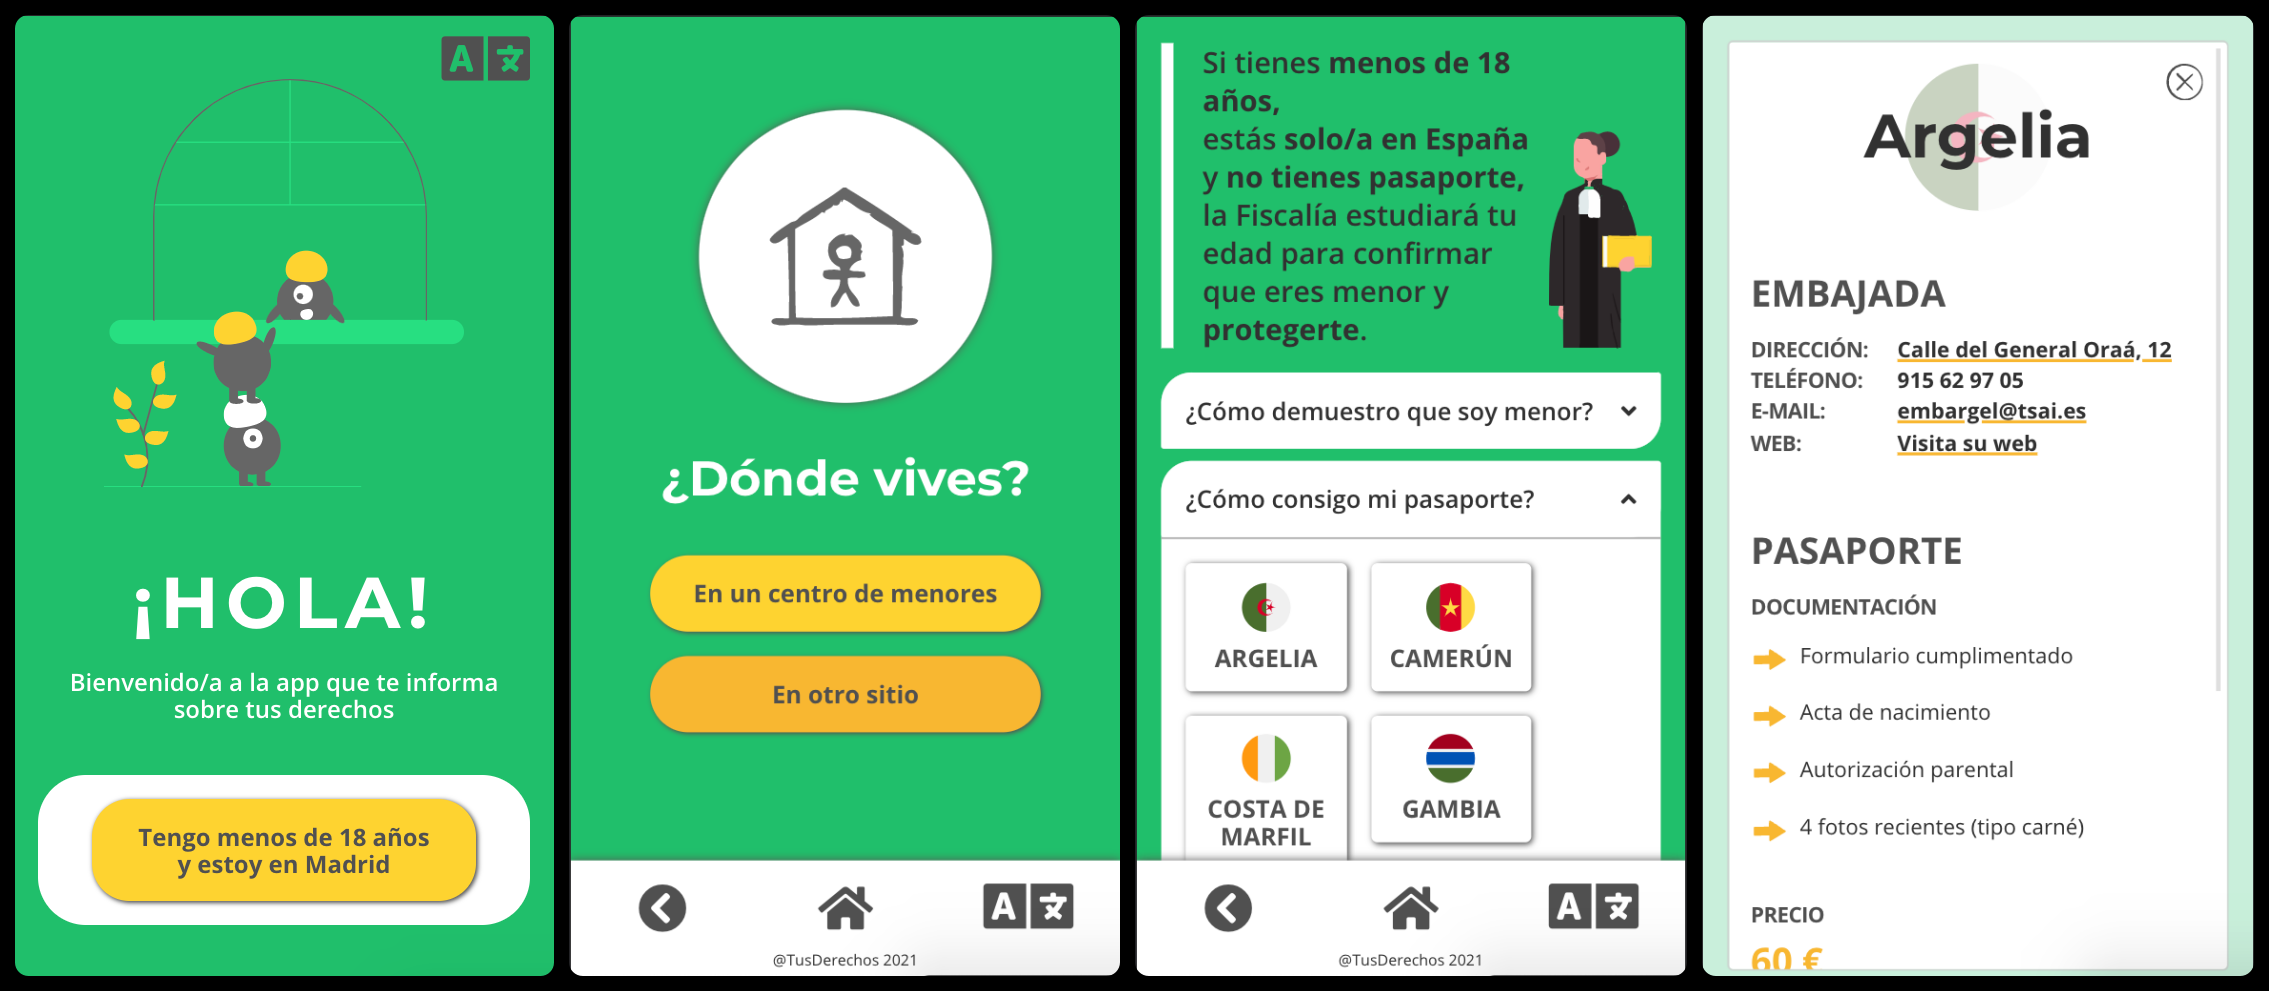 A 文
¡HOLA!
Bienvenido/a a la app que te informa
sobre tus derechos
Tengo menos de 18 años
y estoy en Madrid
¿Dónde vives?
En un centro de menores
En otro sitio
A 文
@TusDerechos 2021
Si tienes menos de 18
años,
estás solo/a en España
y no tienes pasaporte,
la Fiscalía estudiará tu
edad para confirmar
que eres menor y
protegerte.
¿Cómo demuestro que soy menor?
¿Cómo consigo mi pasaporte?
ARGELIA
CAMERÚN
COSTA DE
MARFIL
GAMBIA
A 文
@TusDerechos 2021
Argelia
EMBAJADA
DIRECCIÓN: Calle del General Oraá, 12
TELÉFONO: 915 62 97 05
E-MAIL: embargel@tsai.es
WEB: Visita su web
PASAPORTE
DOCUMENTACIÓN
Formulario cumplimentado
Acta de nacimiento
Autorización parental
4 fotos recientes (tipo carné)
PRECIO
60 €